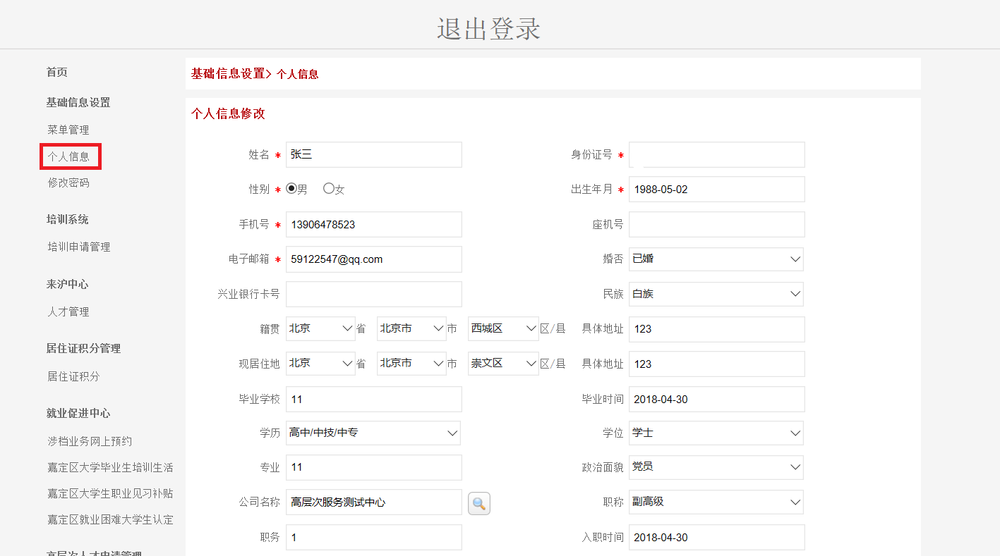 退出登录
首页
基础信息设置
菜单管理
个人信息
修改密码
培训系统
培训申请管理
来沪中心
人才管理
居住证积分管理
居住证积分
就业促进中心
涉档业务网上预约
嘉定区大学毕业生培训生活
嘉定区大学生职业见习补贴
嘉定区就业困难大学生认定
高层次人才申请管理
基础信息设置> 个人信息
个人信息修改
姓名 * 张三 身份证号 *
性别 * 男 女 出生年月 * 1988-05-02
手机号 * 13906478523 座机号
电子邮箱 * 59122547@qq.com 婚否 已婚
兴业银行卡号 民族 白族
籍贯 北京 省 北京市 市 西城区 区/县 具体地址 123
现居住地 北京 省 北京市 市 崇文区 区/县 具体地址 123
毕业学校 11 毕业时间 2018-04-30
学历 高中/中技/中专 学位 学士
专业 11 政治面貌 党员
公司名称 高层次服务测试中心 职称 副高级
职务 1 入职时间 2018-04-30